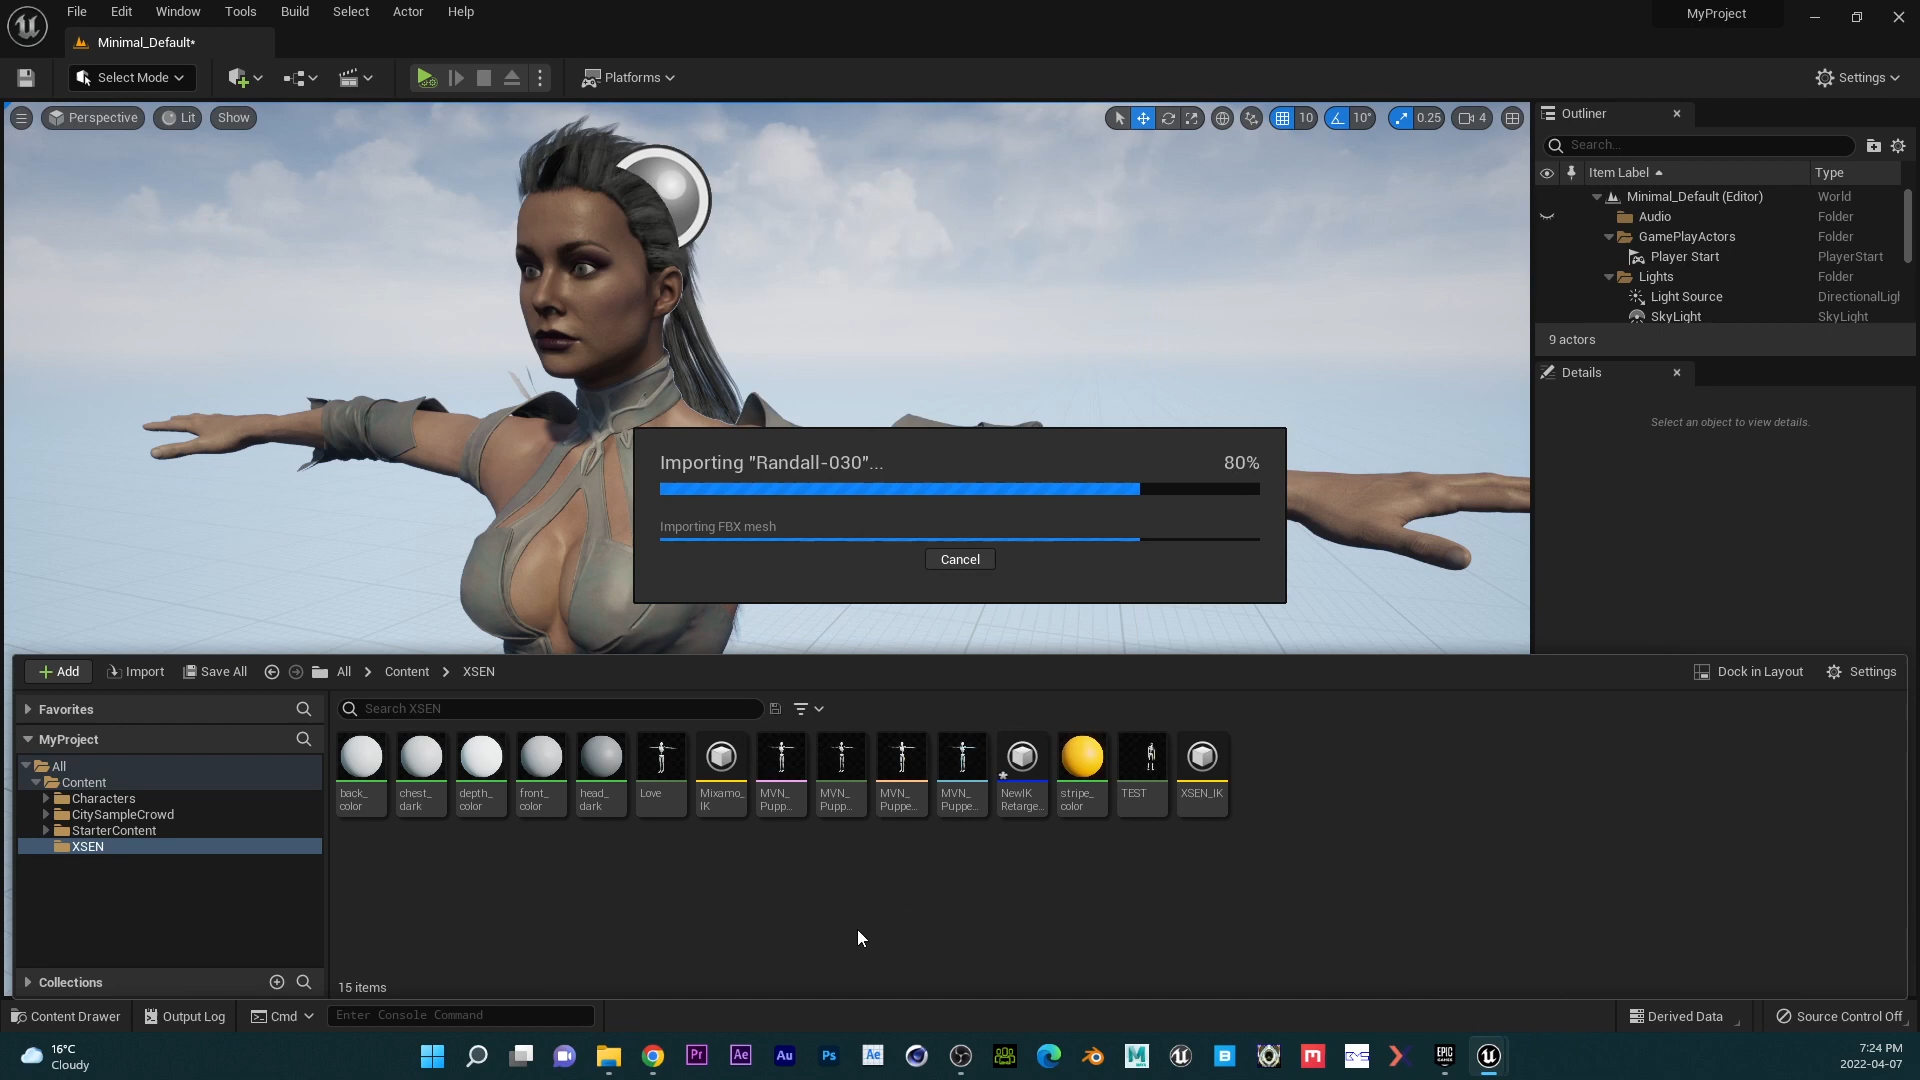 File Edit Window Tools Build Select Actor Help
MyProject
Minimal_Default*
Select Mode
Platforms
Settings
Perspective
Lit
Show
10
10°
0.25
4
Outliner
Search...
Item Label
Type
Minimal_Default (Editor) World
Audio Folder
GamePlayActors Folder
Player Start PlayerStart
Lights Folder
Light Source DirectionalLigl
SkyLight SkyLight
9 actors
Details
Select an object to view details.
Importing "Randall-030"...
80%
Importing FBX mesh
Cancel
Add
Import
Save All
All
Content
XSEN
Dock in Layout
Settings
Favorites
MyProject
All
Content
Characters
CitySampleCrowd
StarterContent
XSEN
Collections
Search XSEN
back_
color
chest_
dark
depth_
color
front_
color
head_
dark
Love
Mixamo_
IK
MVN_
Pupp...
MVN_
Pupp...
MVN_
Puppe...
MVN_
Puppe...
NewIK
Retarge...
stripe_
color
TEST
XSEN_IK
15 items
Content Drawer
Output Log
Cmd
Enter Console Command
Derived Data
Source Control Off
16°C
Cloudy
Pr
Ae
Au
Ps
Ae
M
B
M
EPIC
GAMES
7:24 PM
2022-04-07